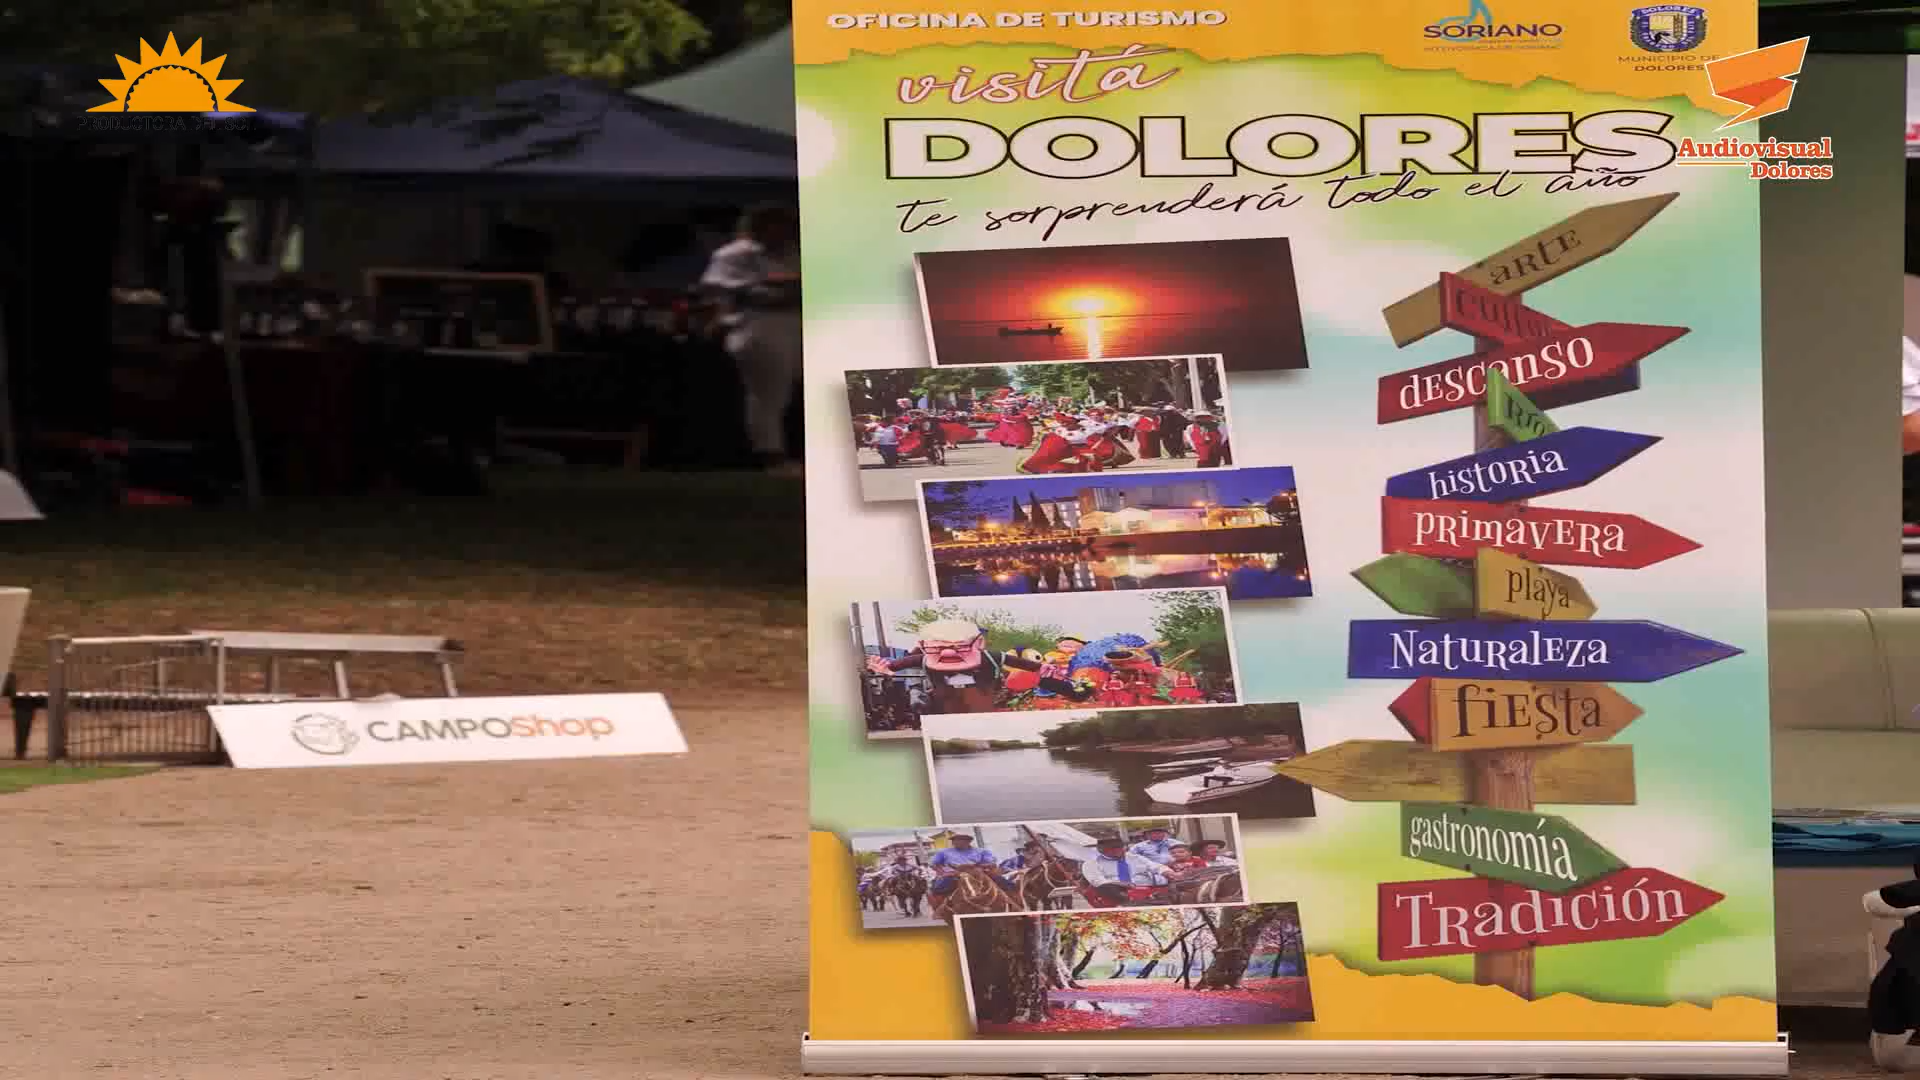 OFICINA DE TURISMO
SORIANO
MUNICIPIO DE
DOLORES
visitá
DOLORES
te sorprenderá todo el año
Audiovisual
Dolores
arte
descanso
Río
historia
PRIMAVERA
playa
NaturalEza
fiEsta
gastronomía
Tradición
CAMPOShop